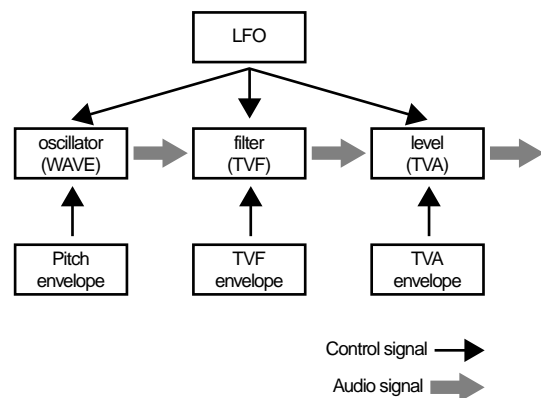 LFO
oscillator
(WAVE)
filter
(TVF)
level
(TVA)
Pitch
envelope
TVF
envelope
TVA
envelope
Control signal
Audio signal